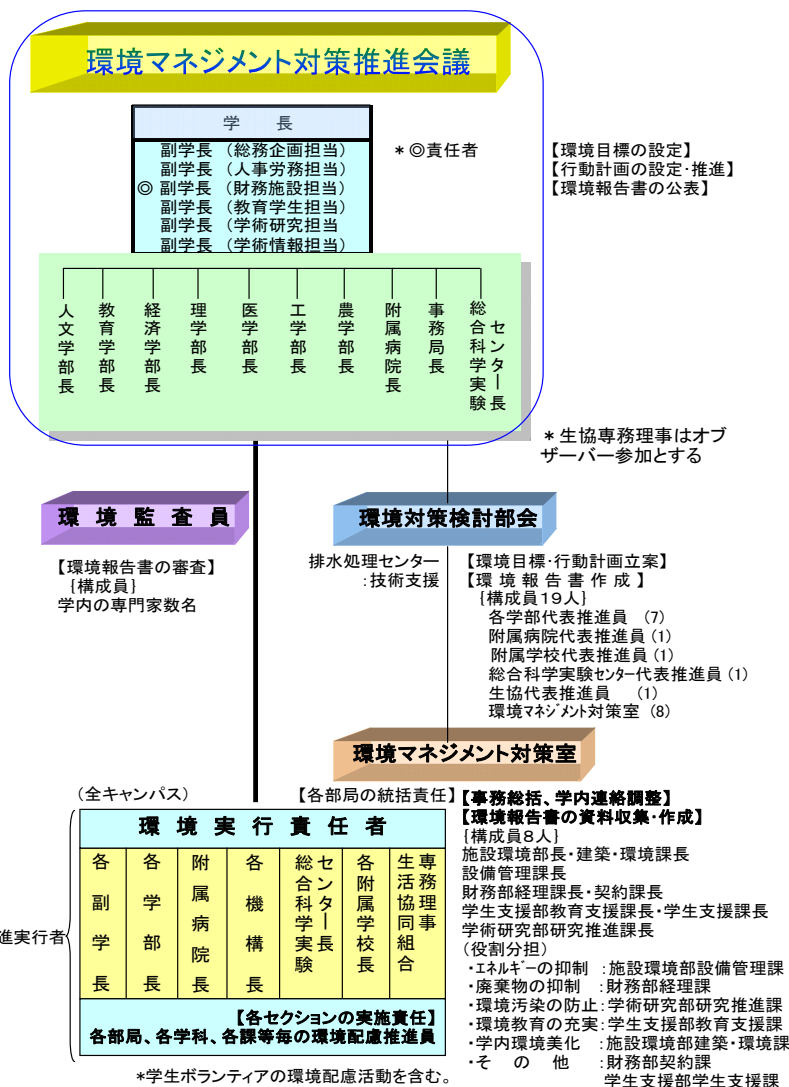 環境マネジメント対策推進会議
学　長
副学長（総務企画担当）
副学長（人事労務担当）
◎ 副学長（財務施設担当）
副学長（教育学生担当）
副学長（学術研究担当
副学長（学術情報担当）
＊◎責任者
【環境目標の設定】
【行動計画の設定・推進】
【環境報告書の公表】
人文学部長
教育学部長
経済学部長
理学部長
医学部長
工学部長
農学部長
附属病院長
事務局長
総合科学実験
センター長
＊生協専務理事はオブ
ザーバー参加とする
環境監査員
【環境報告書の審査】
{構成員}
学内の専門家数名
環境対策検討部会
排水処理センター
:技術支援
【環境目標・行動計画立案】
【環境報告書作成】
{構成員19人}
各学部代表推進員 (7)
附属病院代表推進員 (1)
附属学校代表推進員 (1)
総合科学実験センター代表推進員 (1)
生協代表推進員 (1)
環境マネジメント対策室 (8)
環境マネジメント対策室
（全キャンパス）
【各部局の統括責任】
環境実行責任者
各副学長
各学部長
附属病院長
各機構長
総合科学実験
センター長
各附属学校長
生活協同組合
専務理事
進実行者
【各セクションの実施責任】
各部局、各学科、各課等毎の環境配慮推進員
＊学生ボランティアの環境配慮活動を含む。
【事務総括、学内連絡調整】
【環境報告書の資料収集・作成】
{構成員8人}
施設環境部長・建築・環境課長
設備管理課長
財務部経理課長・契約課長
学生支援部教育支援課長・学生支援課長
学術研究部研究推進課長
（役割分担）
・エネルギーの抑制 :施設環境部設備管理課
・廃棄物の抑制 :財務部経理課
・環境汚染の防止:学術研究部研究推進課
・環境教育の充実:学生支援部教育支援課
・学内環境美化 :施設環境部建築・環境課
・そ の 他 :財務部契約課
学生支援部学生支援課